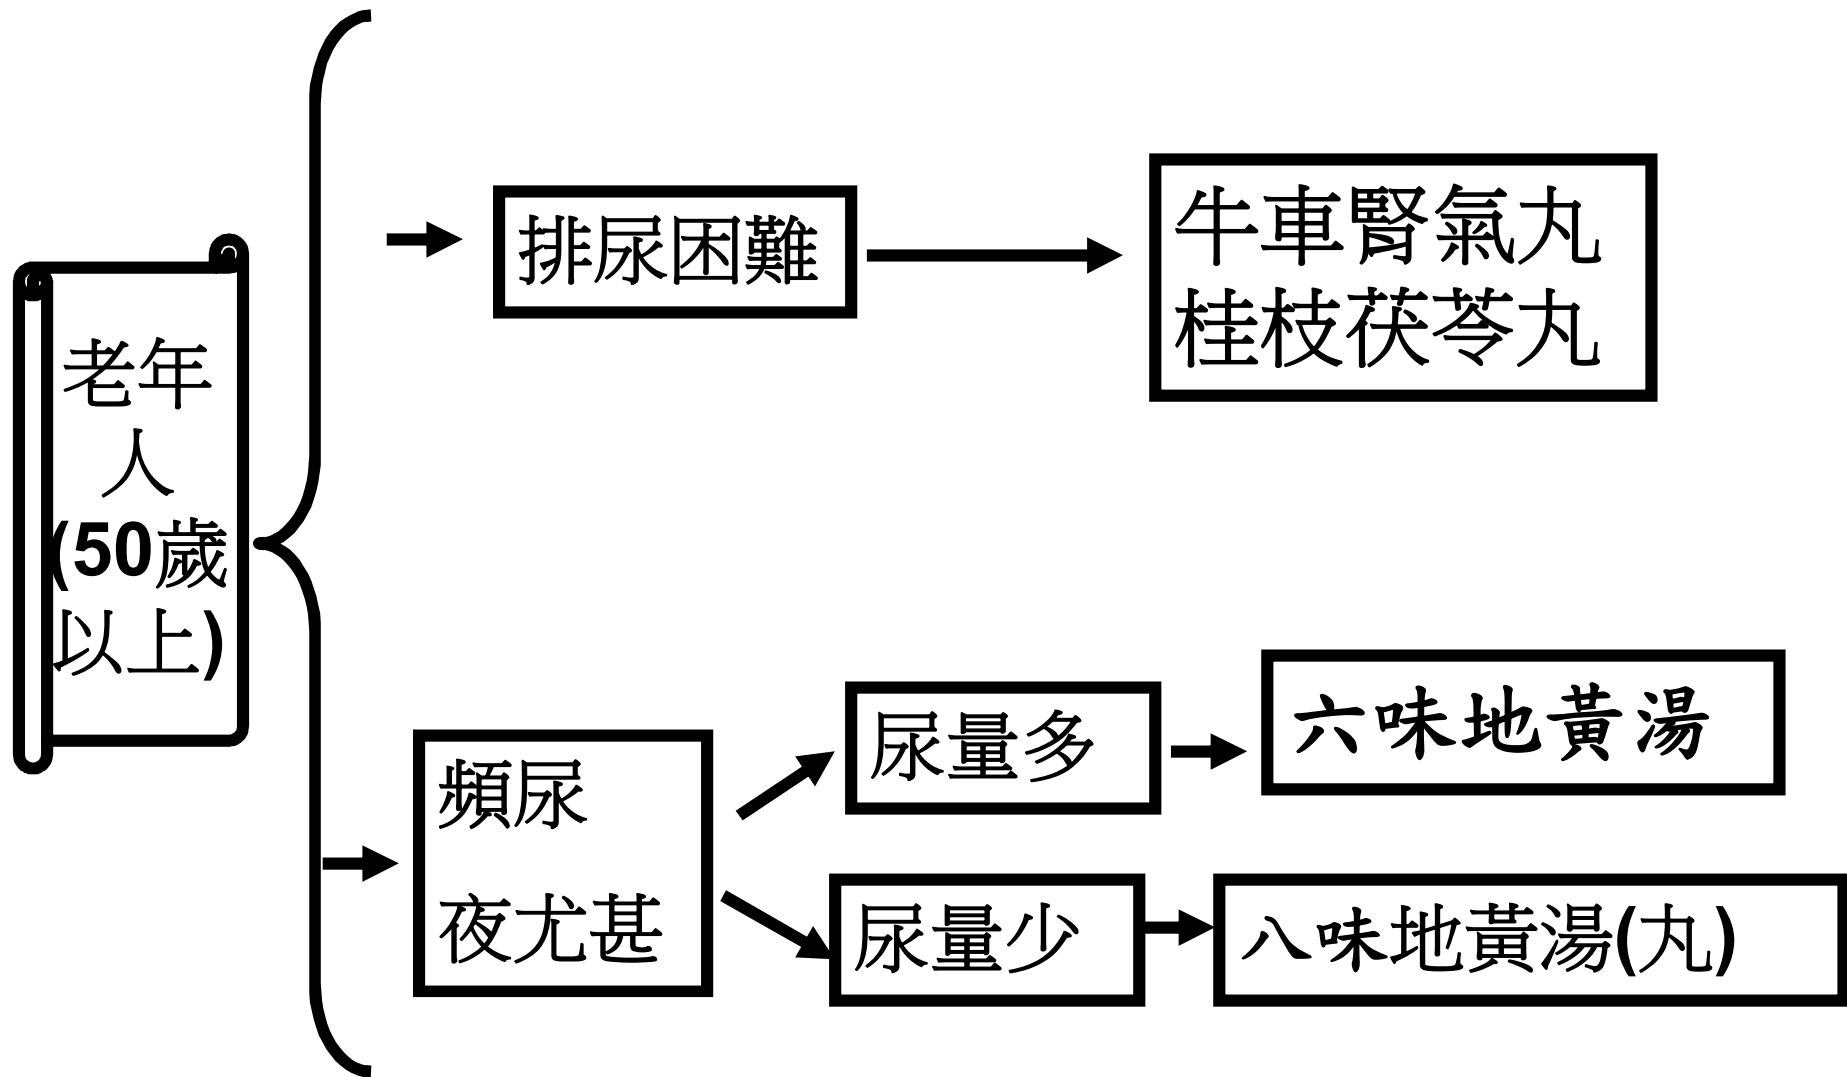 老年
人
(50歲
以上)
排尿困難
牛車腎氣丸
桂枝茯苓丸
頻尿
夜尤甚
尿量多
六味地黃湯
尿量少
八味地黃湯(丸)